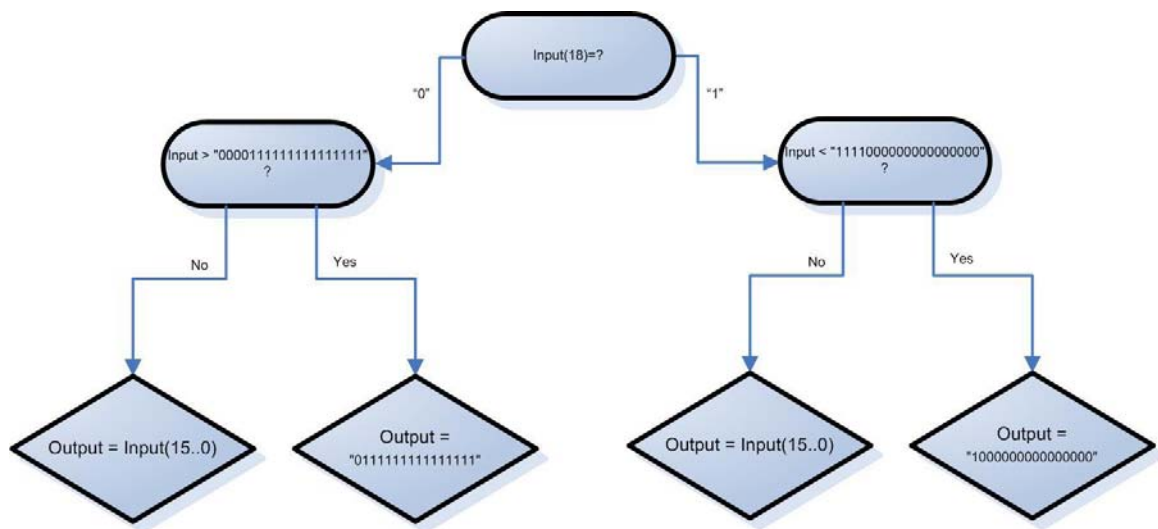 Input(18)=?
“0”
“1”
Input > "0000111111111111111"
?
Input < "1111000000000000000"
?
No
Yes
No
Yes
Output = Input(15..0)
Output =
"0111111111111111"
Output = Input(15..0)
Output =
"1000000000000000"